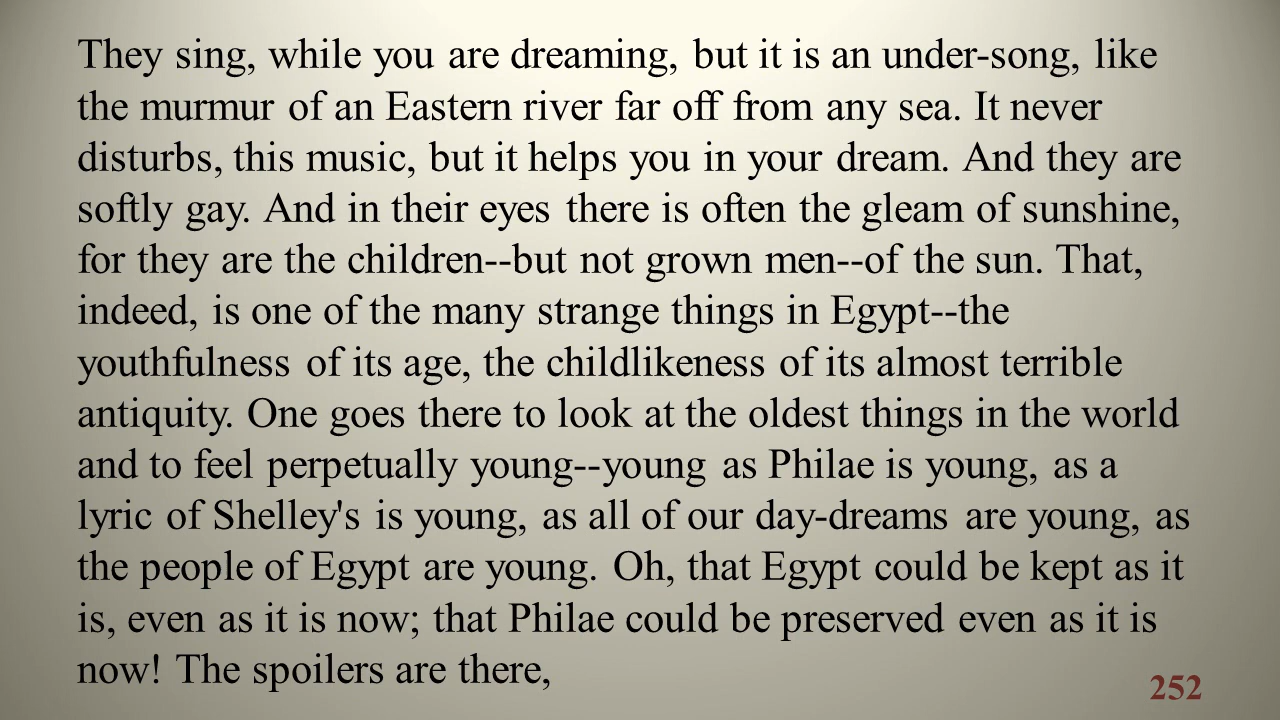 They sing, while you are dreaming, but it is an under-song, like
the murmur of an Eastern river far off from any sea. It never
disturbs, this music, but it helps you in your dream. And they are
softly gay. And in their eyes there is often the gleam of sunshine,
for they are the children--but not grown men--of the sun. That,
indeed, is one of the many strange things in Egypt--the
youthfulness of its age, the childlikeness of its almost terrible
antiquity. One goes there to look at the oldest things in the world
and to feel perpetually young--young as Philae is young, as a
lyric of Shelley's is young, as all of our day-dreams are young, as
the people of Egypt are young. Oh, that Egypt could be kept as it
is, even as it is now; that Philae could be preserved even as it is
now! The spoilers are there,
252